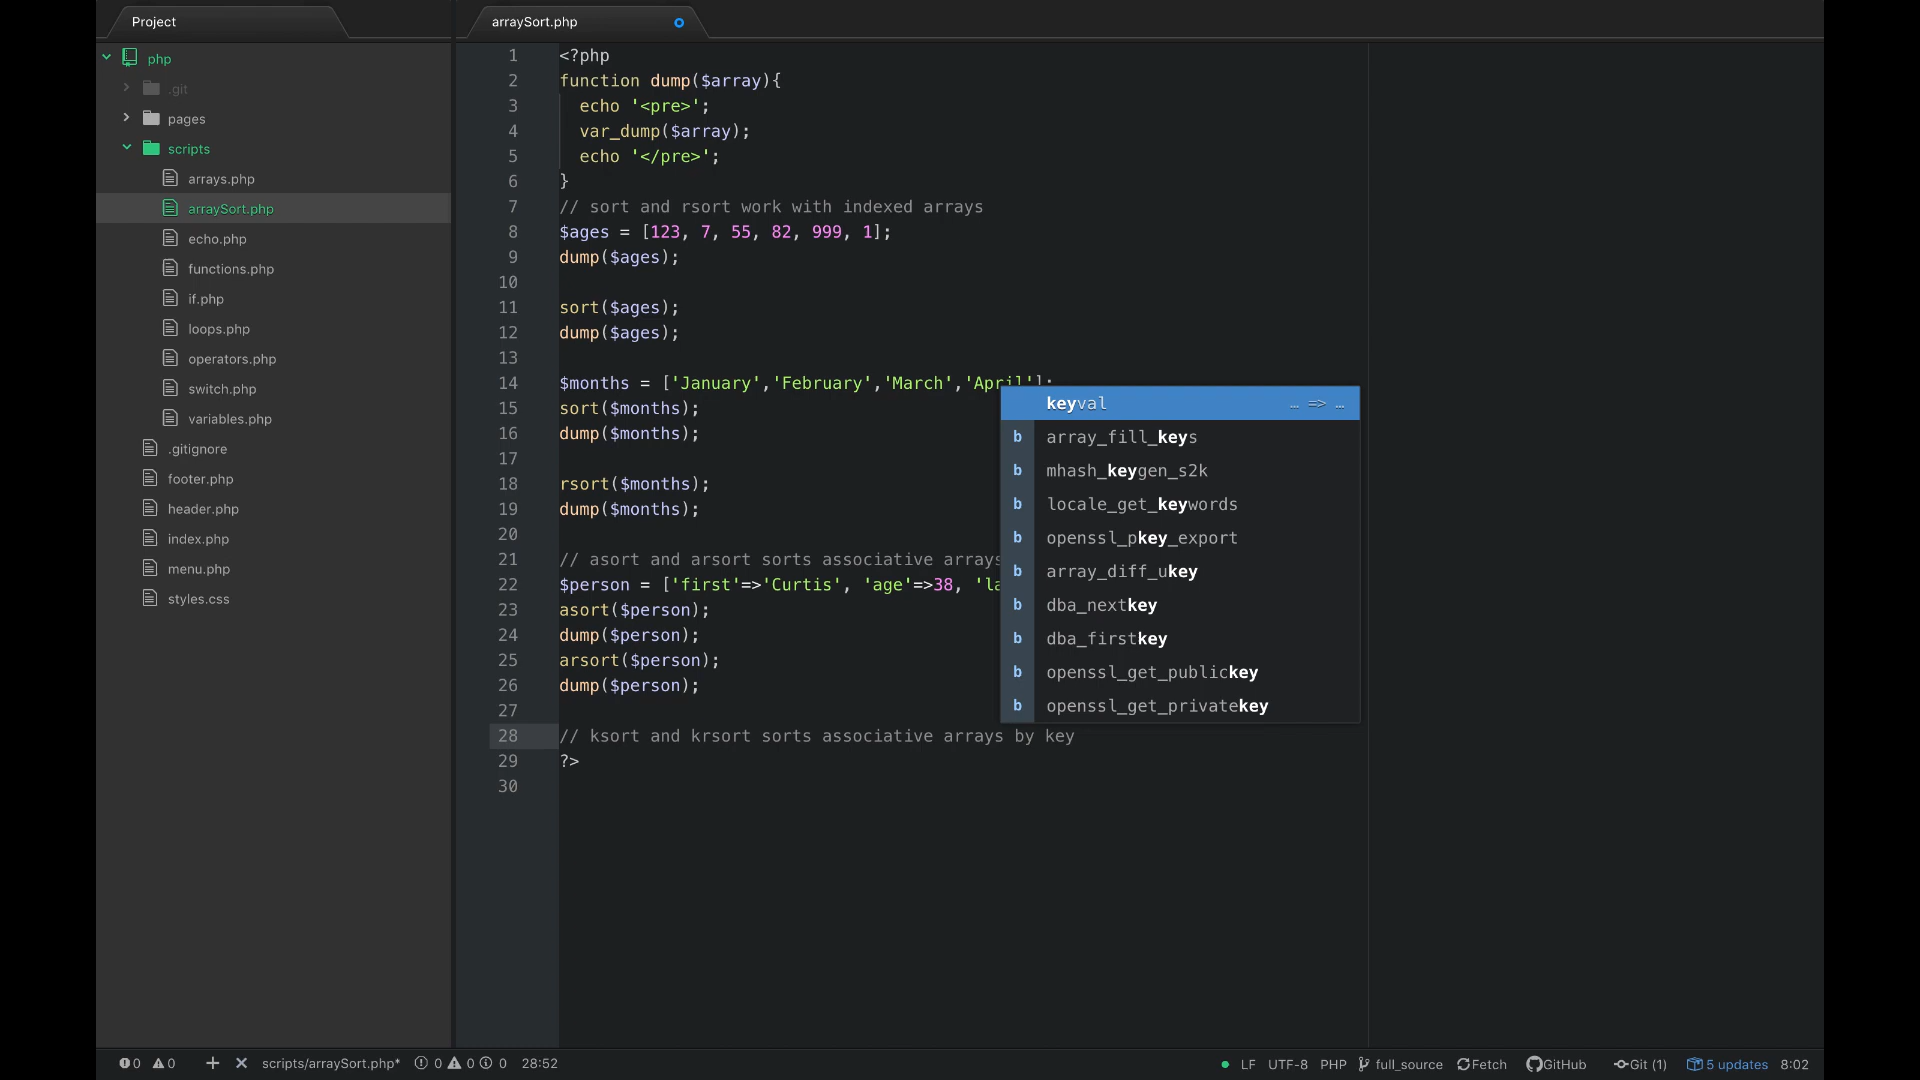 Project
php
.git
pages
scripts
arrays.php
arraySort.php
echo.php
functions.php
if.php
loops.php
operators.php
switch.php
variables.php
.gitignore
footer.php
header.php
index.php
menu.php
styles.css
arraySort.php
1 <?php
2 function dump($array){
3 echo '<pre>';
4 var_dump($array);
5 echo '</pre>';
6 }
7 // sort and rsort work with indexed arrays
8 $ages = [123, 7, 55, 82, 999, 1];
9 dump($ages);
10
11 sort($ages);
12 dump($ages);
13
14 $months = ['January','February','March','April'];
15 sort($months);
16 dump($months);
17
18 rsort($months);
19 dump($months);
20
21 // asort and arsort sorts associative arrays
22 $person = ['first'=>'Curtis', 'age'=>38, 'la
23 asort($person);
24 dump($person);
25 arsort($person);
26 dump($person);
27
28 // ksort and krsort sorts associative arrays by key
29 ?>
30
keyval … => …
b array_fill_keys
b mhash_keygen_s2k
b locale_get_keywords
b openssl_pkey_export
b array_diff_ukey
b dba_nextkey
b dba_firstkey
b openssl_get_publickey
b openssl_get_privatekey
0 0 + × scripts/arraySort.php* 0 0 0 28:52 LF UTF-8 PHP full_source Fetch GitHub Git (1) 5 updates 8:02